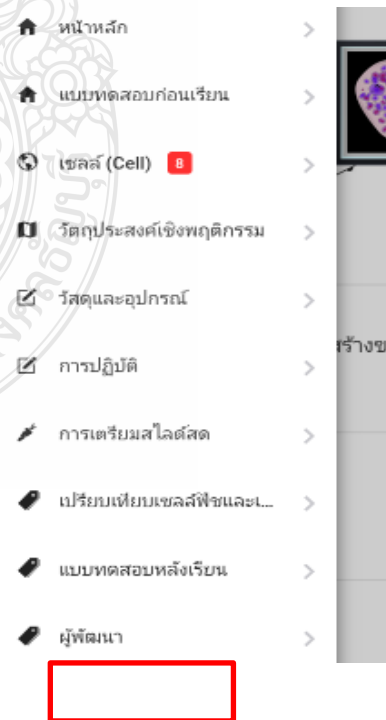 หน้าหลัก
แบบทดสอบก่อนเรียน
เซลล์ (Cell) 8
วัตถุประสงค์เชิงพฤติกรรม
วัสดุและอุปกรณ์
การปฏิบัติ
การเตรียมสไลด์สด
เปรียบเทียบเซลล์พืชและเ...
แบบทดสอบหลังเรียน
ผู้พัฒนา